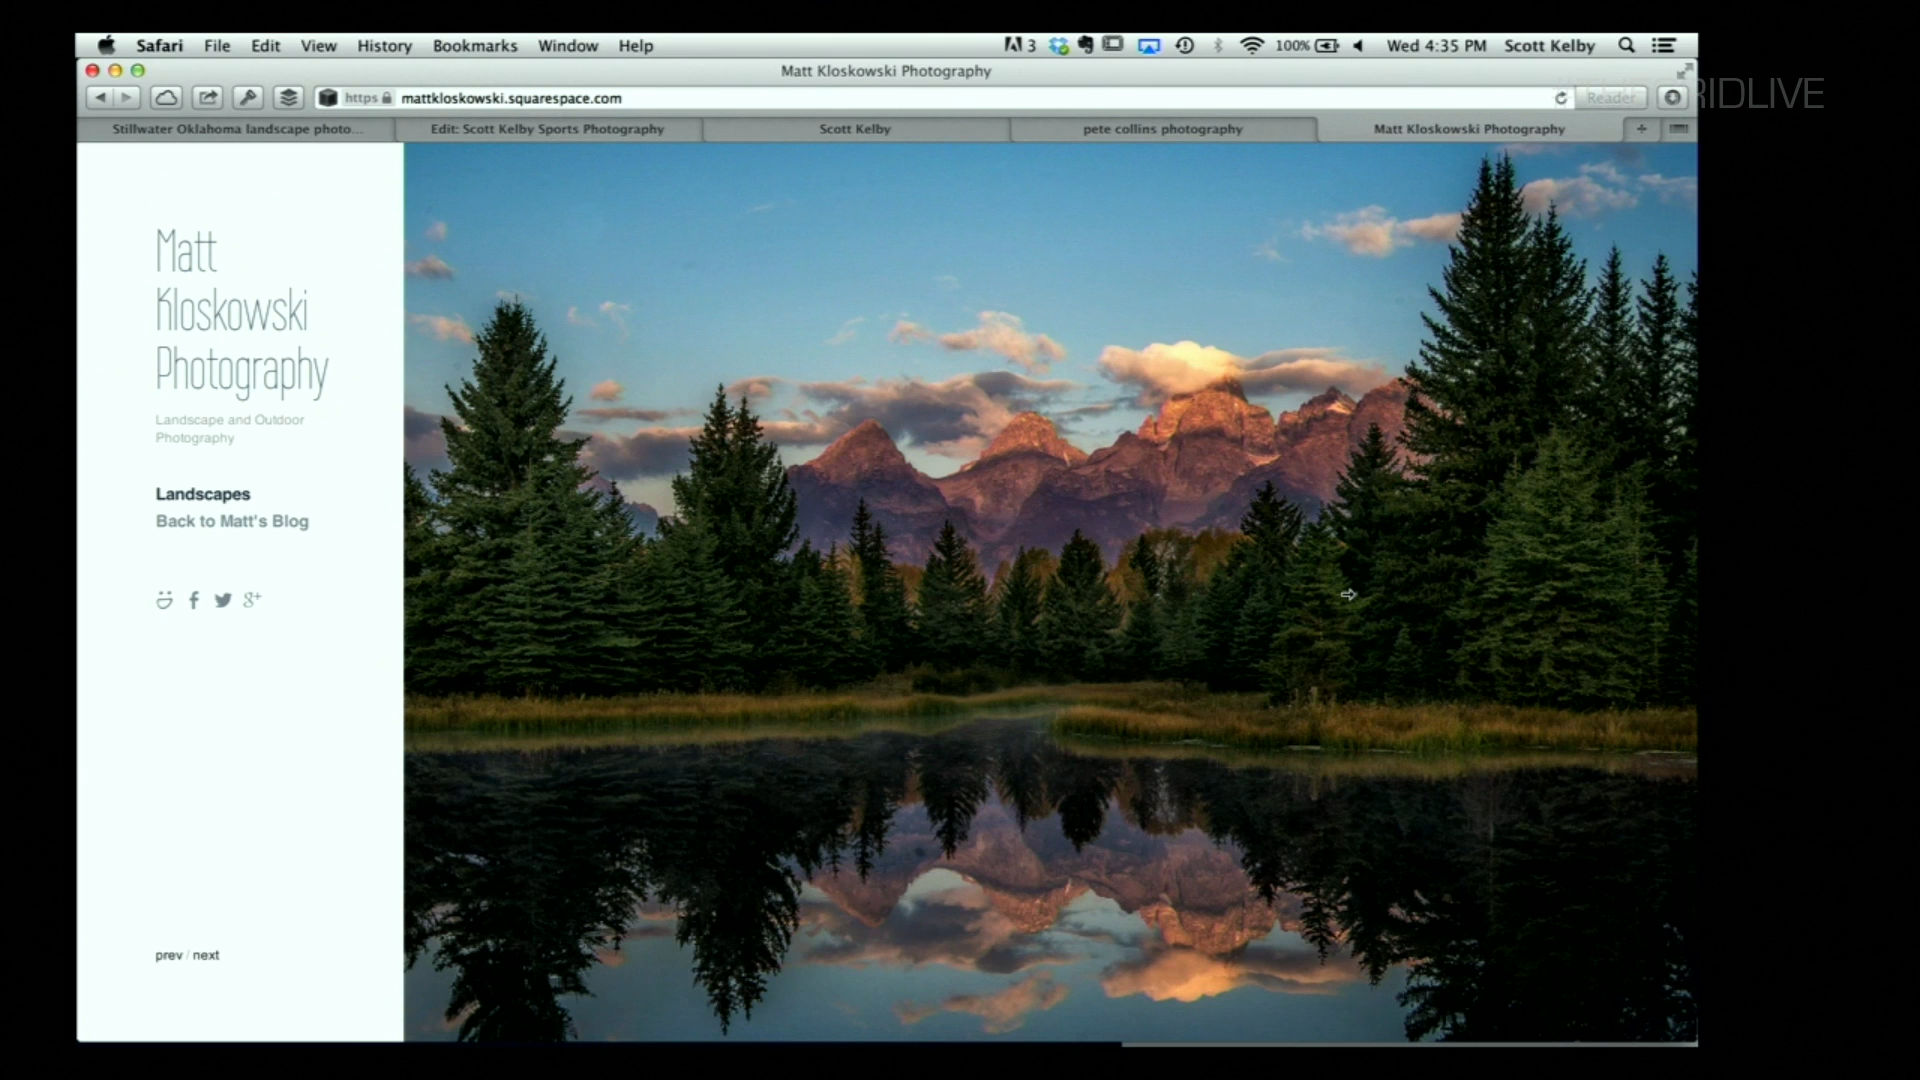 Safari File Edit View History Bookmarks Window Help 3 100% Wed 4:35 PM Scott Kelby
Matt Kloskowski Photography
https mattkloskowski.squarespace.com Reader
RIDLIVE
Stillwater Oklahoma landscape photo... Edit: Scott Kelby Sports Photography Scott Kelby pete collins photography Matt Kloskowski Photography +
Matt
Kloskowski
Photography
Landscape and Outdoor
Photography
Landscapes
Back to Matt's Blog
f g+
prev / next